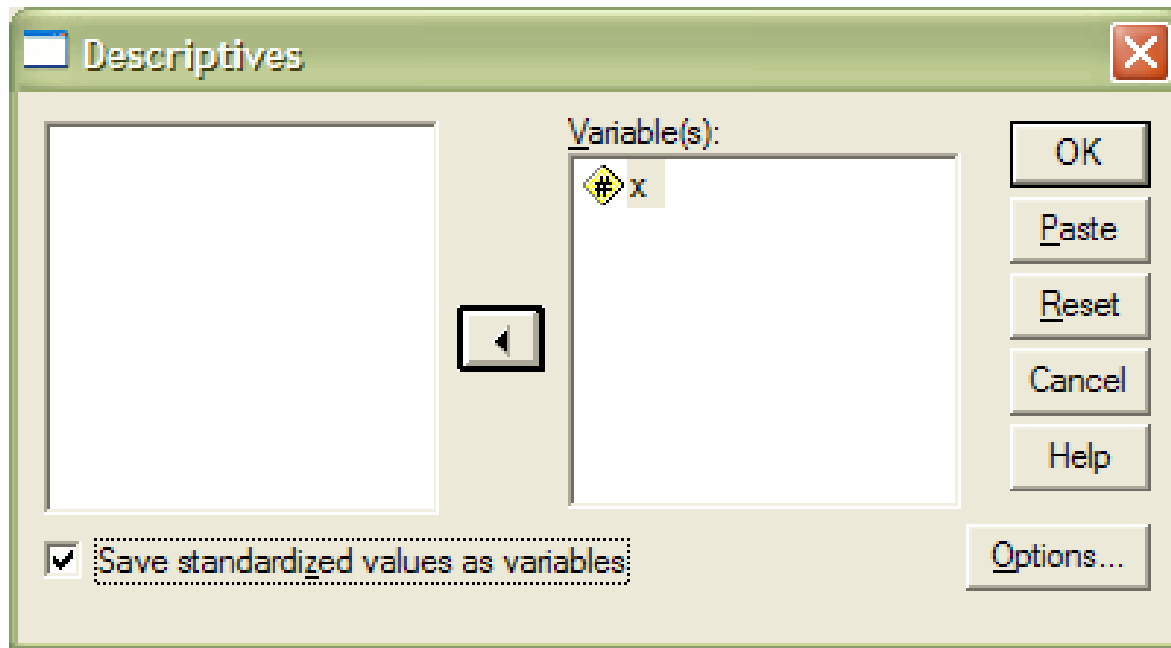 Descriptives
Variable(s):
# x
OK
Paste
Reset
Cancel
Help
Save standardized values as variables
Options...